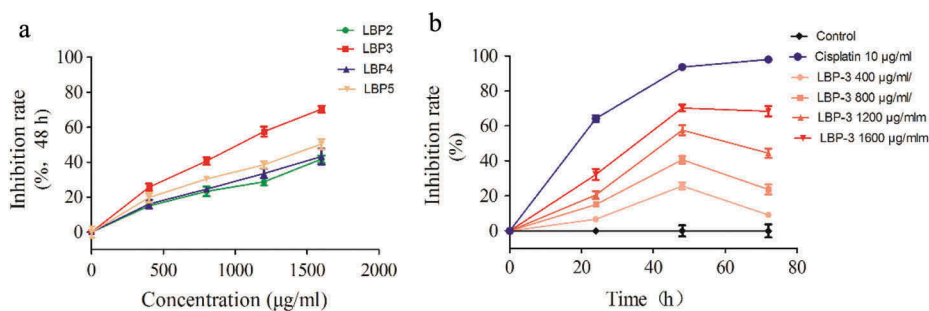 a
LBP2
LBP3
LBP4
LBP5
Inhibition rate
(%, 48 h)
100
80
60
40
20
0
0
500
1000
1500
2000
Concentration (μg/ml)
b
Control
Cisplatin 10 μg/ml
LBP-3 400 μg/ml/
LBP-3 800 μg/ml/
LBP-3 1200 μg/mlm
LBP-3 1600 μg/mlm
Inhibition rate
(%)
100
80
60
40
20
0
0
20
40
60
80
Time (h)